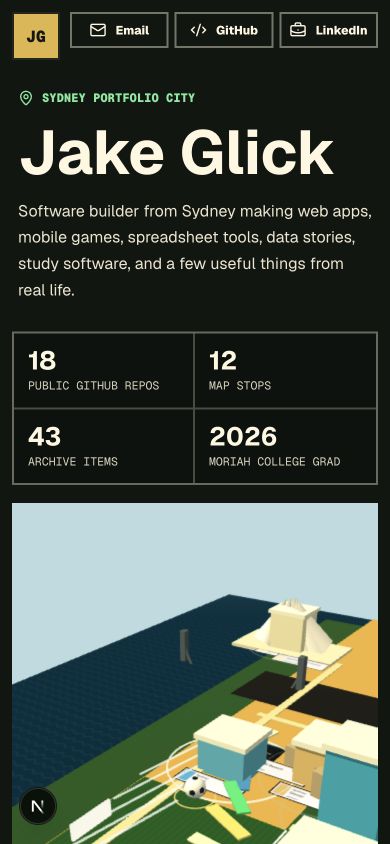 JG
Email
GitHub
LinkedIn
SYDNEY PORTFOLIO CITY
Jake Glick
Software builder from Sydney making web apps,
mobile games, spreadsheet tools, data stories,
study software, and a few useful things from
real life.
18
PUBLIC GITHUB REPOS
12
MAP STOPS
43
ARCHIVE ITEMS
2026
MORIAH COLLEGE GRAD
N